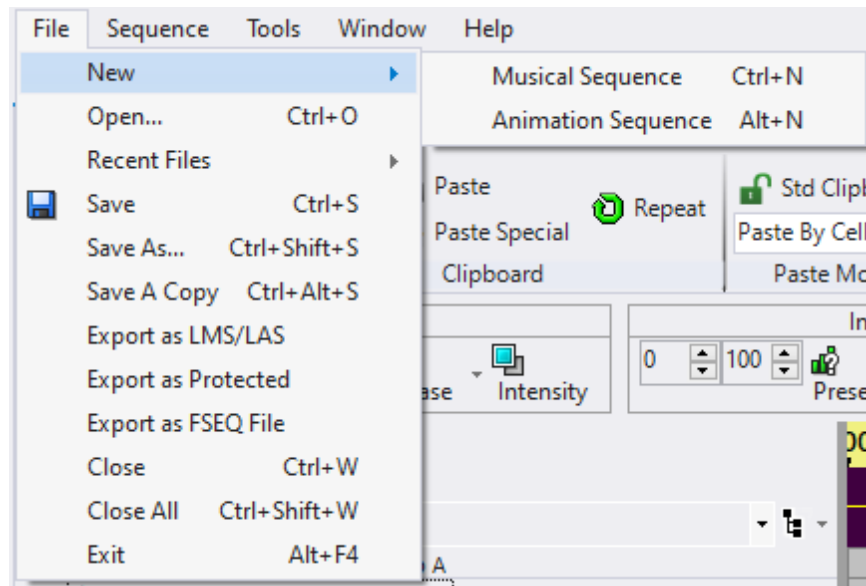 File Sequence Tools Window Help
New
Musical Sequence Ctrl+N
Animation Sequence Alt+N
Open... Ctrl+O
Recent Files
Save Ctrl+S
Save As... Ctrl+Shift+S
Save A Copy Ctrl+Alt+S
Export as LMS/LAS
Export as Protected
Export as FSEQ File
Close Ctrl+W
Close All Ctrl+Shift+W
Exit Alt+F4
Paste
Paste Special
Repeat
Clipboard
Std Clipb
Paste By Cell
Paste Mo
ase
Intensity
In
0 100
Prese
A